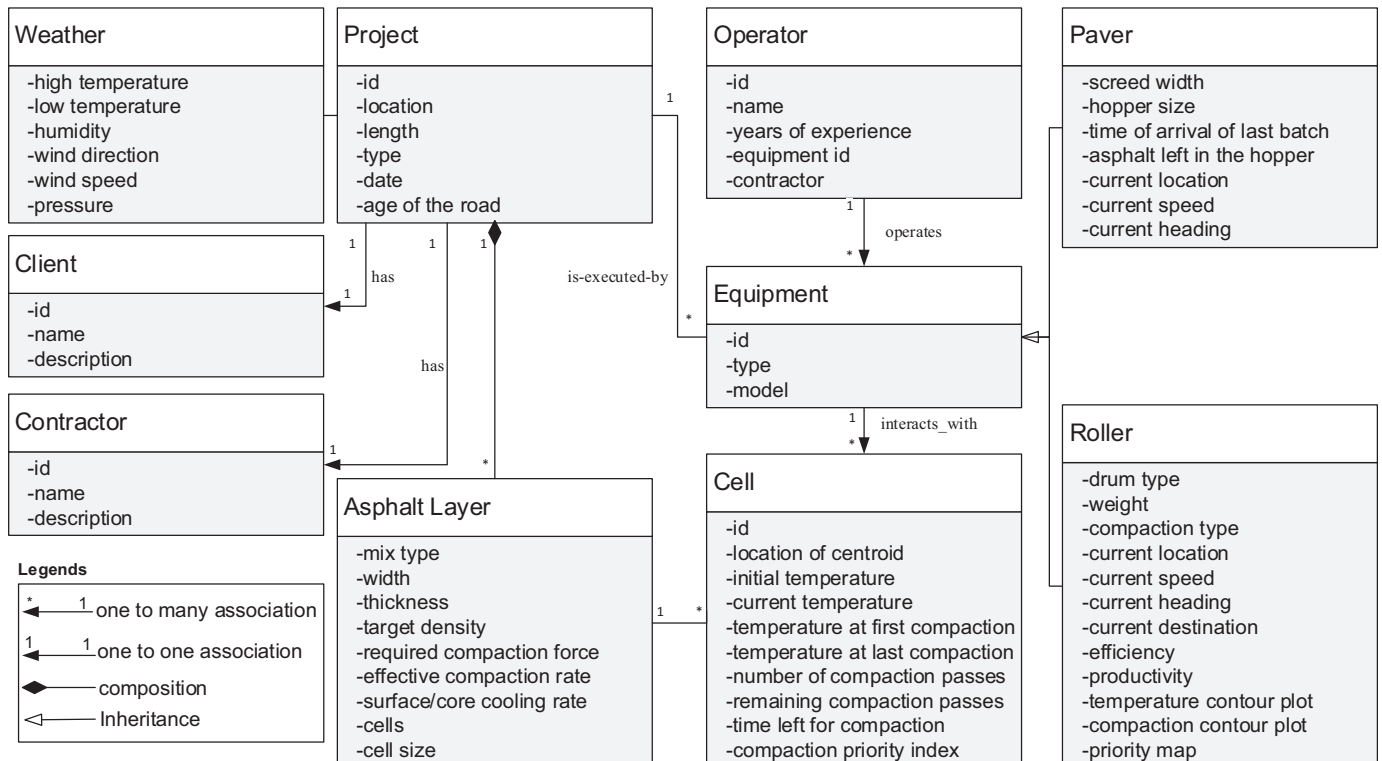 Weather
-high temperature
-low temperature
-humidity
-wind direction
-wind speed
-pressure
Project
-id
-location
-length
-type
-date
-age of the road
Operator
-id
-name
-years of experience
-equipment id
-contractor
Paver
-screed width
-hopper size
-time of arrival of last batch
-asphalt left in the hopper
-current location
-current speed
-current heading
1
*
is-executed-by
1
operates
*
Client
-id
-name
-description
1
has
1
1
has
1
1
*
Equipment
-id
-type
-model
1
interacts_with
*
Contractor
-id
-name
-description
Asphalt Layer
-mix type
-width
-thickness
-target density
-required compaction force
-effective compaction rate
-surface/core cooling rate
-cells
-cell size
1
*
Cell
-id
-location of centroid
-initial temperature
-current temperature
-temperature at first compaction
-temperature at last compaction
-number of compaction passes
-remaining compaction passes
-time left for compaction
-compaction priority index
Roller
-drum type
-weight
-compaction type
-current location
-current speed
-current heading
-current destination
-efficiency
-productivity
-temperature contour plot
-compaction contour plot
-priority map
Legends
* 1 one to many association
1 1 one to one association
composition
Inheritance